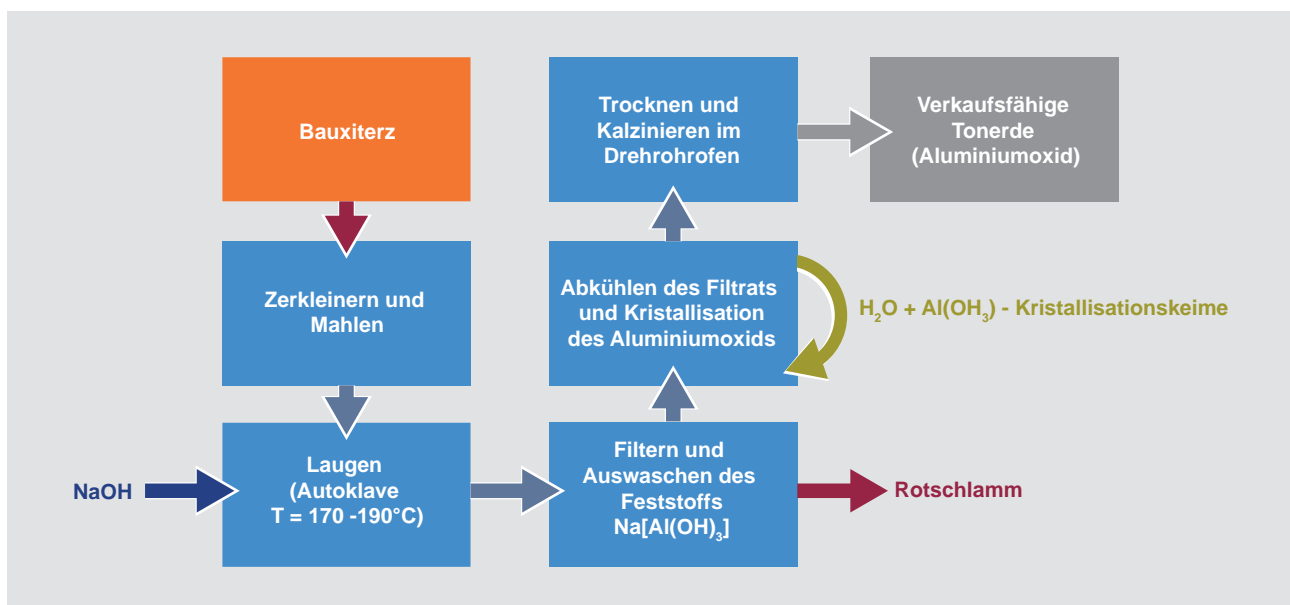 Bauxiterz
Zerkleinern und
Mahlen
NaOH
Laugen
(Autoklave
T = 170 -190°C)
Filtern und
Auswaschen des
Feststoffs
Na[Al(OH)₃]
Rotschlamm
Abkühlen des Filtrats
und Kristallisation
des Aluminiumoxids
H₂O + Al(OH₃) - Kristallisationskeime
Trocknen und
Kalzinieren im
Drehrohrofen
Verkaufsfähige
Tonerde
(Aluminiumoxid)